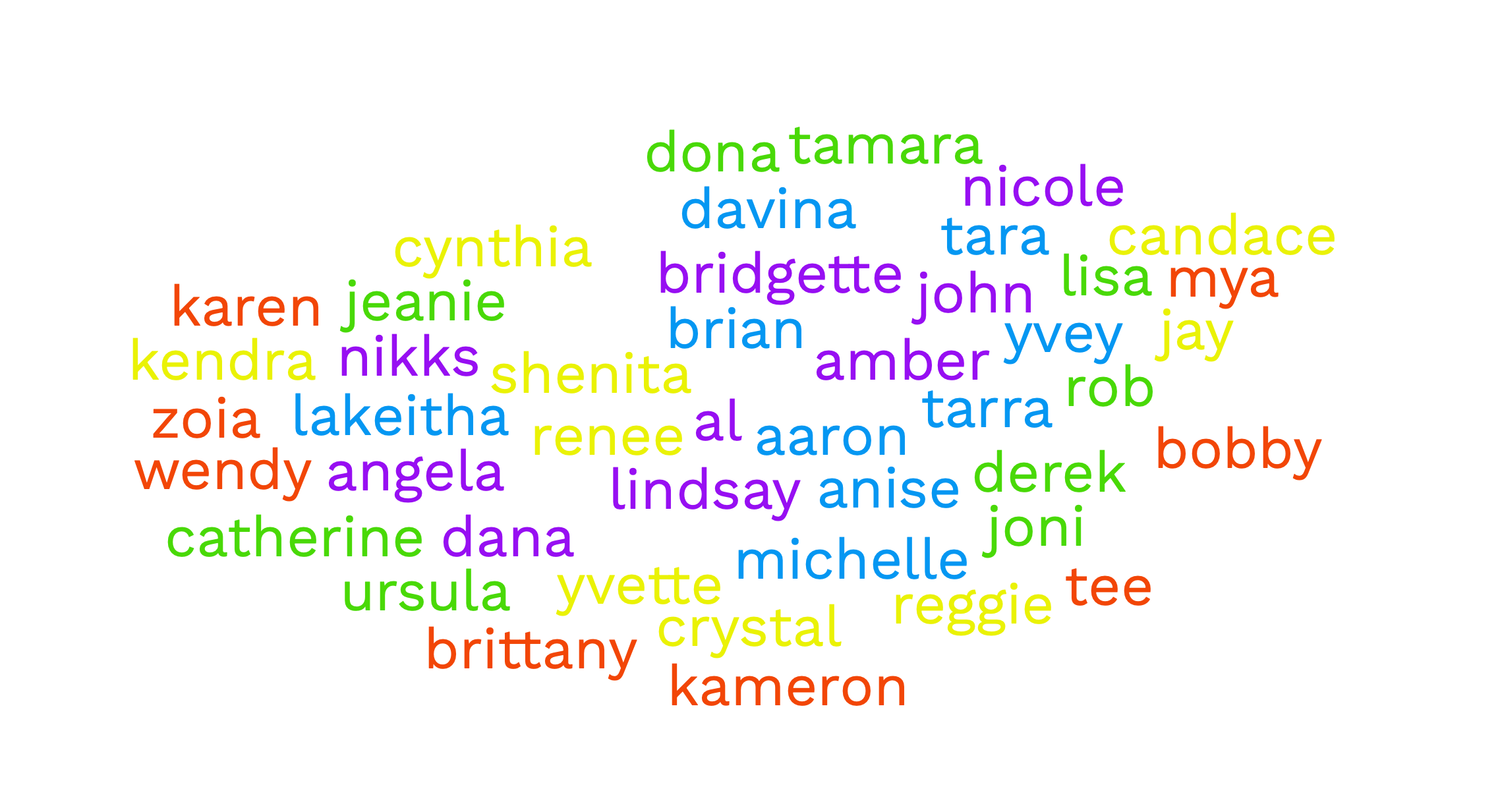 dona tamara
nicole
davina
tara candace
cynthia
bridgette john lisa mya
karen jeanie
brian yvey jay
kendra nikks shenita amber rob
zoia lakeitha renee al aaron tarra
bobby
wendy angela lindsay anise derek
catherine dana joni
michelle
ursula yvette reggie tee
brittany crystal
kameron